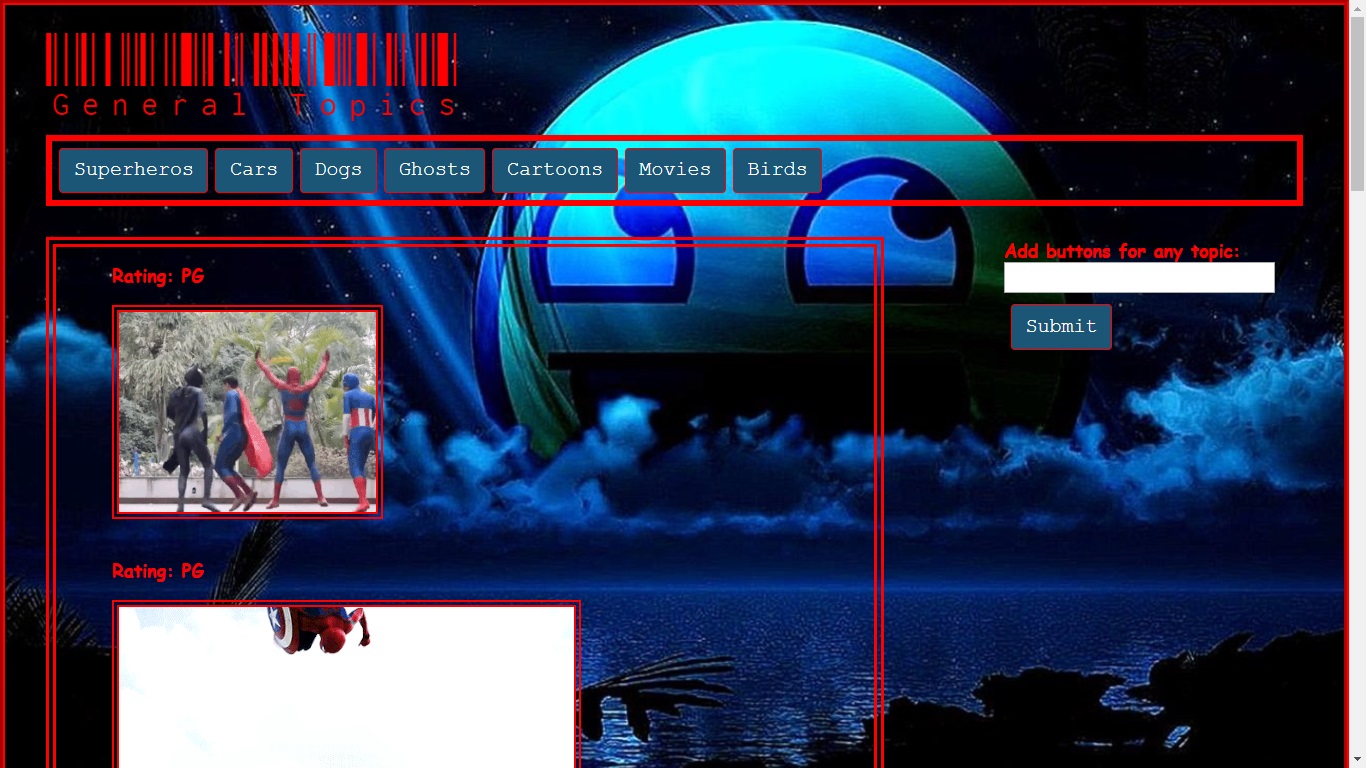 General Topics
Superheros Cars Dogs Ghosts Cartoons Movies Birds
Rating: PG
Add buttons for any topic:
Submit
Rating: PG